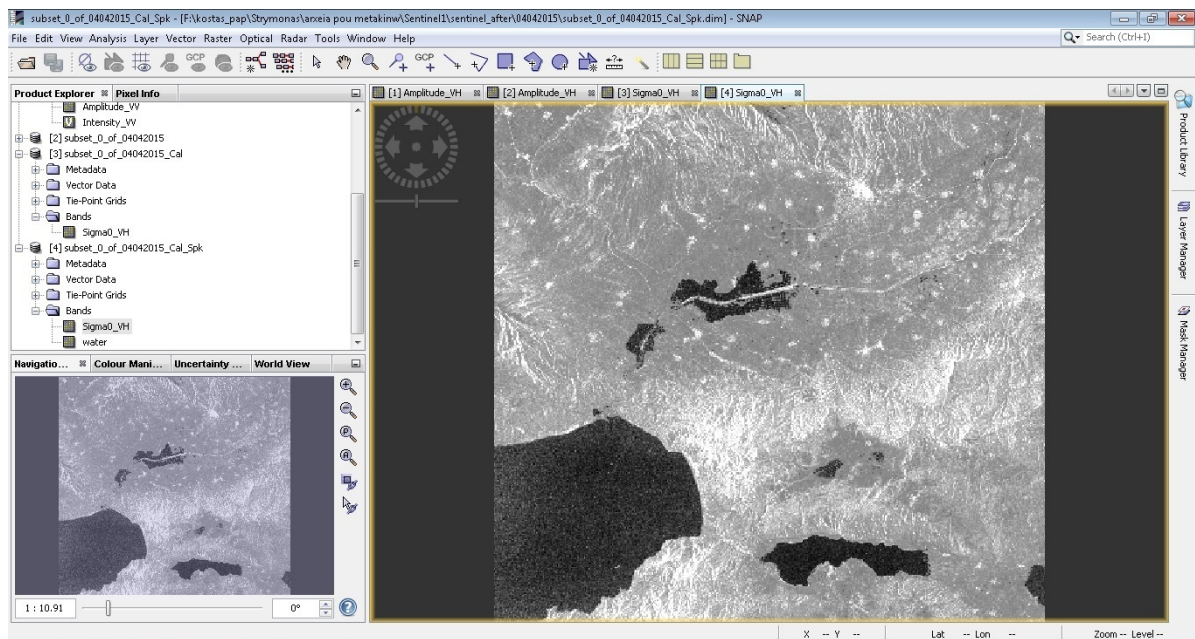 subset_0_of_04042015_Cal_Spk - [F:\kostas_pap\Strymonas\arxeia pou metakinw\Sentinel1\sentinel_after\04042015\subset_0_of_04042015_Cal_Spk.dim] - SNAP
File Edit View Analysis Layer Vector Raster Optical Radar Tools Window Help
Search (Ctrl+I)
GCP
GCP
Product Explorer Pixel Info
[1] Amplitude_VH [2] Amplitude_VH [3] Sigma0_VH [4] Sigma0_VH
Amplitude_VV
Intensity_VV
[2] subset_0_of_04042015
[3] subset_0_of_04042015_Cal
Metadata
Vector Data
Tie-Point Grids
Bands
Sigma0_VH
[4] subset_0_of_04042015_Cal_Spk
Metadata
Vector Data
Tie-Point Grids
Bands
Sigma0_VH
water
Navigatio... Colour Mani... Uncertainty ... World View
1 : 10.91
0°
Product Library
Layer Manager
Mask Manager
X -- Y -- Lat -- Lon -- Zoom -- Level --